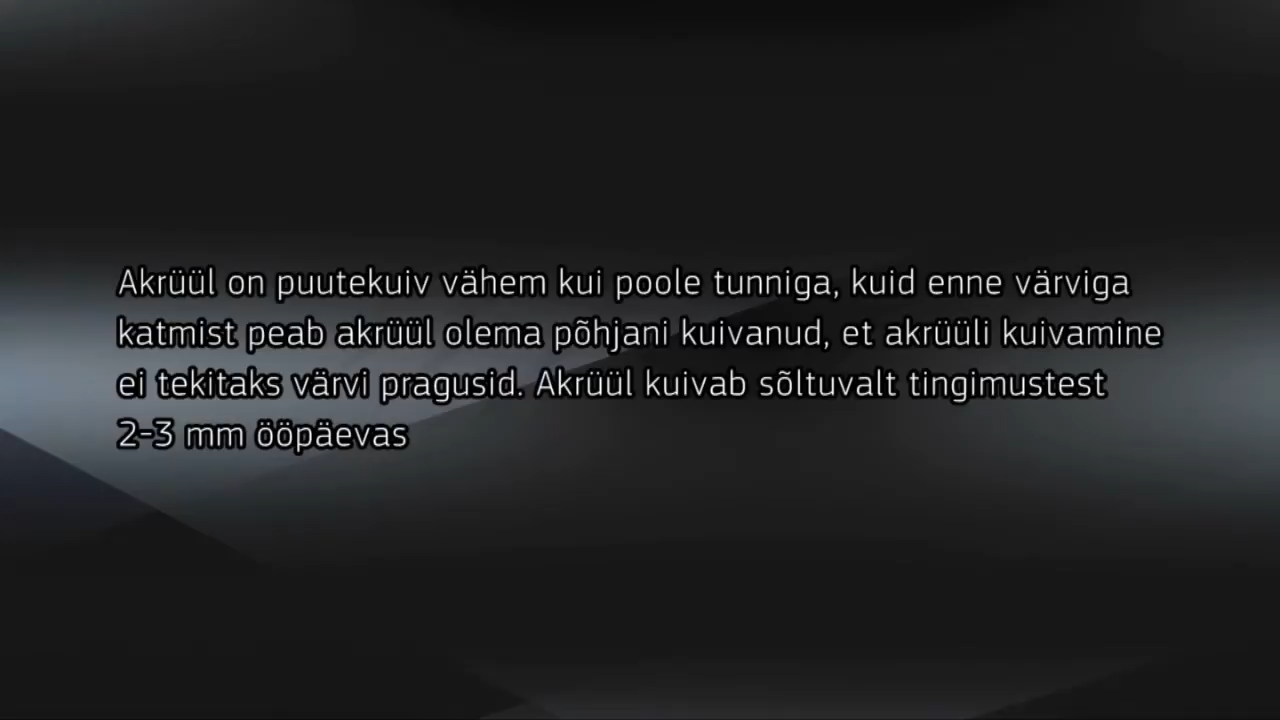 Akrüül on puutekuiv vähem kui poole tunniga, kuid enne värviga
katmist peab akrüül olema põhjani kuivanud, et akrüüli kuivamine
ei tekitaks värvi pragusid. Akrüül kuivab sõltuvalt tingimustest
2-3 mm ööpäevas